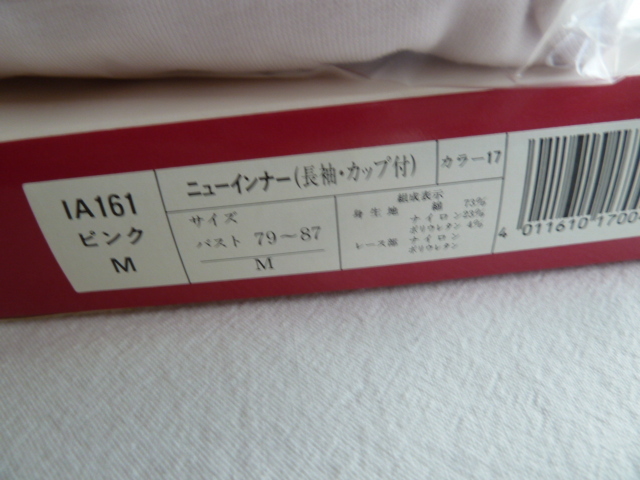 IA161
ピンク
M
ニューインナー(長袖・カップ付)
カラー17
サイズ
バスト 79～87
M
組成表示
身生地 綿 73%
ナイロン23%
ポリウレタン 4%
レース部 ナイロン
ポリウレタン
4 011610 1700